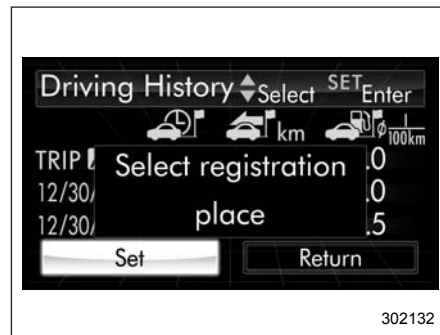 Driving History Select SET Enter
km ø l/100km
TRIP .0
Select registration
12/30/ .0
place
12/30/ .5
Set Return
302132